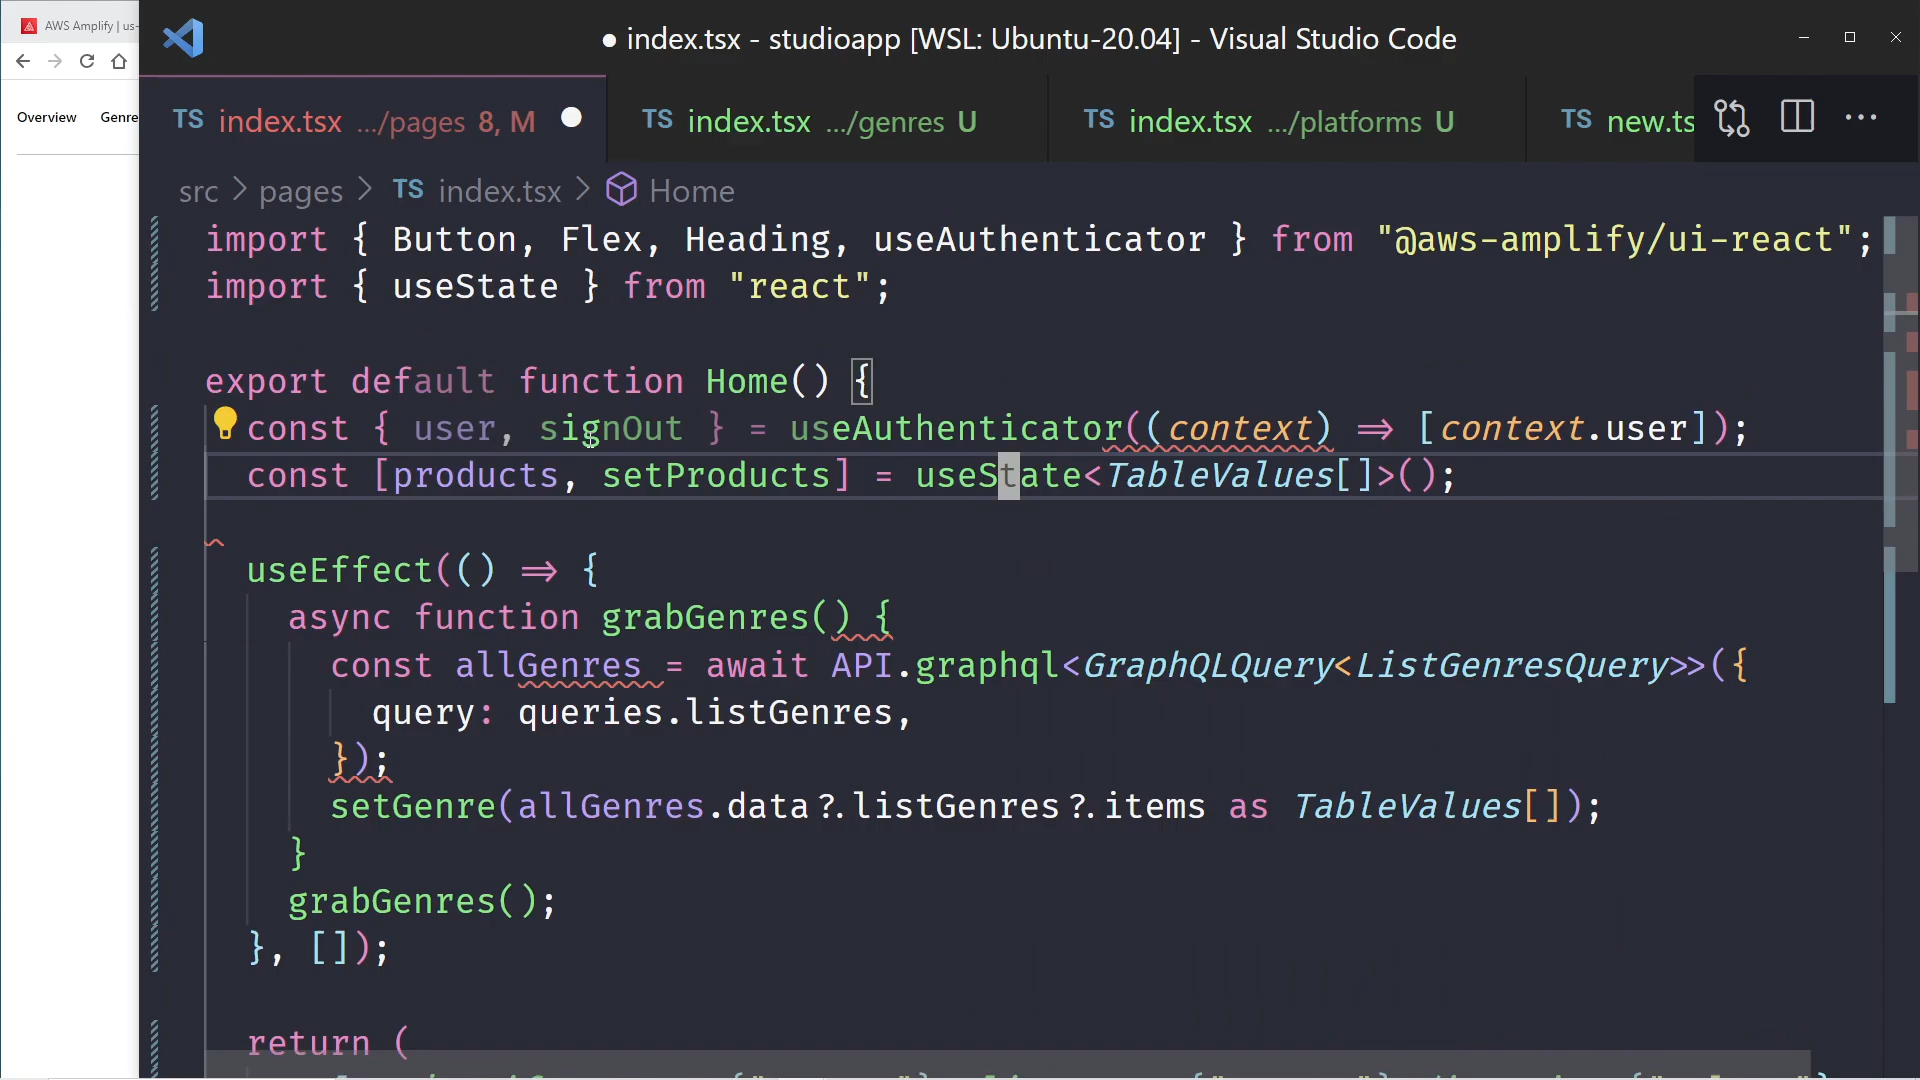 AWS Amplify | us-
● index.tsx - studioapp [WSL: Ubuntu-20.04] - Visual Studio Code
Overview Genre
TS index.tsx .../pages 8, M
TS index.tsx .../genres U
TS index.tsx .../platforms U
TS new.ts
src > pages > TS index.tsx > Home
import { Button, Flex, Heading, useAuthenticator } from "@aws-amplify/ui-react";
import { useState } from "react";
export default function Home() {
const { user, signOut } = useAuthenticator((context) => [context.user]);
const [products, setProducts] = useState<TableValues[]>();
useEffect(() => {
async function grabGenres() {
const allGenres = await API.graphql<GraphQLQuery<ListGenresQuery>>({
query: queries.listGenres,
});
setGenre(allGenres.data?.listGenres?.items as TableValues[]);
}
grabGenres();
}, []);
return (